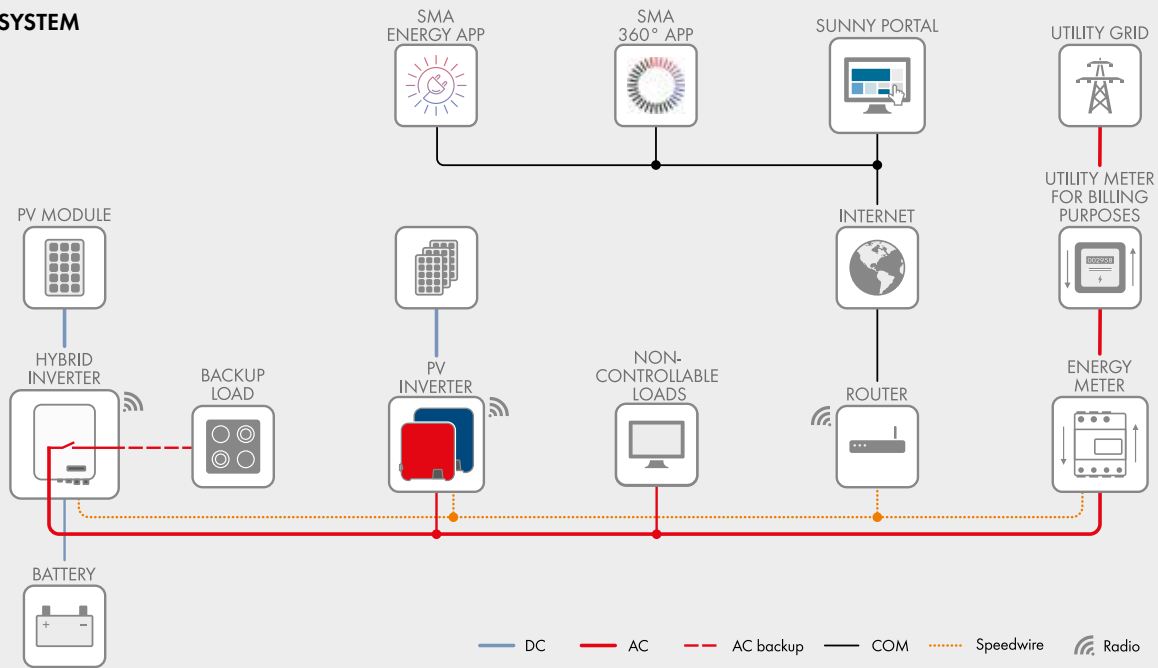 SYSTEM
SMA
ENERGY APP
SMA
360° APP
SUNNY PORTAL
UTILITY GRID
UTILITY METER
FOR BILLING
PURPOSES
PV MODULE
INTERNET
002958
HYBRID
INVERTER
BACKUP
LOAD
PV
INVERTER
NON-
CONTROLLABLE
LOADS
ROUTER
ENERGY
METER
BATTERY
+ −
DC
AC
AC backup
COM
Speedwire
Radio